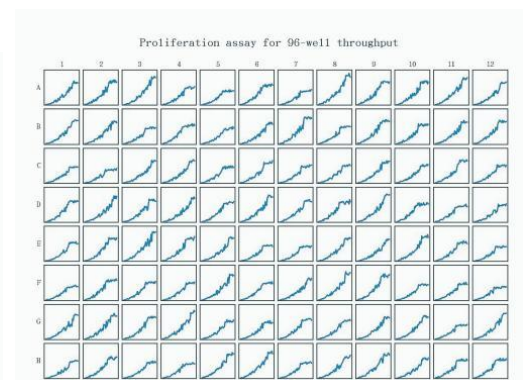 Proliferation assay for 96-well throughput
1 2 3 4 5 6 7 8 9 10 11 12
A
B
C
D
E
F
G
H